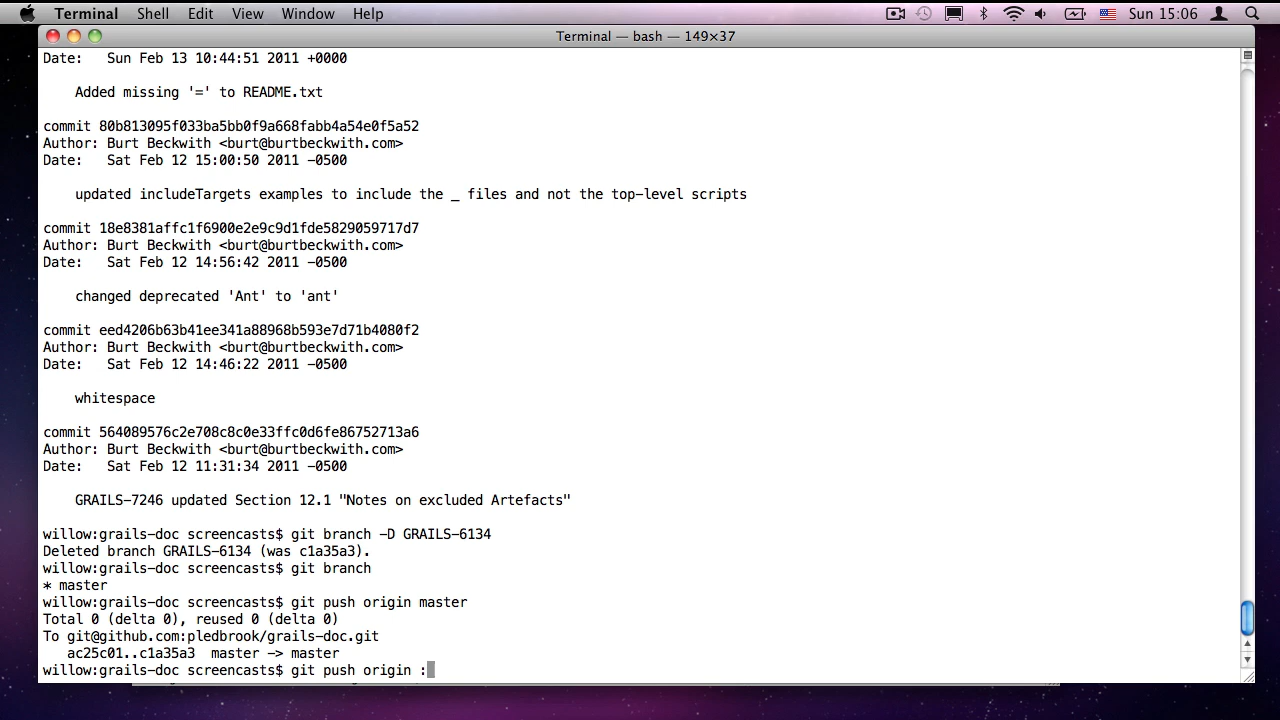 Terminal Shell Edit View Window Help Sun 15:06
Terminal — bash — 149×37
Date:   Sun Feb 13 10:44:51 2011 +0000
Added missing '=' to README.txt
commit 80b813095f033ba5bb0f9a668fabb4a54e0f5a52
Author: Burt Beckwith <burt@burtbeckwith.com>
Date:   Sat Feb 12 15:00:50 2011 -0500
updated includeTargets examples to include the _ files and not the top-level scripts
commit 18e8381affc1f6900e2e9c9d1fde5829059717d7
Author: Burt Beckwith <burt@burtbeckwith.com>
Date:   Sat Feb 12 14:56:42 2011 -0500
changed deprecated 'Ant' to 'ant'
commit eed4206b63b41ee341a88968b593e7d71b4080f2
Author: Burt Beckwith <burt@burtbeckwith.com>
Date:   Sat Feb 12 14:46:22 2011 -0500
whitespace
commit 564089576c2e708c8c0e33ffc0d6fe86752713a6
Author: Burt Beckwith <burt@burtbeckwith.com>
Date:   Sat Feb 12 11:31:34 2011 -0500
GRAILS-7246 updated Section 12.1 "Notes on excluded Artefacts"
willow:grails-doc screencasts$ git branch -D GRAILS-6134
Deleted branch GRAILS-6134 (was c1a35a3).
willow:grails-doc screencasts$ git branch
* master
willow:grails-doc screencasts$ git push origin master
Total 0 (delta 0), reused 0 (delta 0)
To git@github.com:pledbrook/grails-doc.git
ac25c01..c1a35a3  master -> master
willow:grails-doc screencasts$ git push origin :